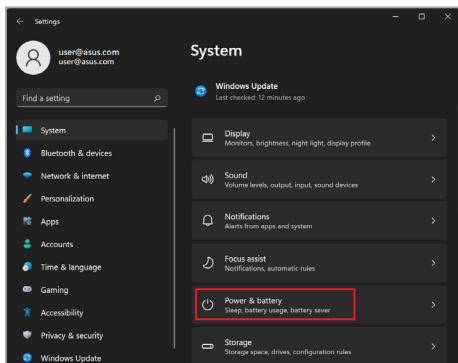 Settings
user@asus.com
user@asus.com
Find a setting
System
Bluetooth & devices
Network & internet
Personalization
Apps
Accounts
Time & language
Gaming
Accessibility
Privacy & security
Windows Update
System
Windows Update
Last checked: 12 minutes ago
Display
Monitors, brightness, night light, display profile
Sound
Volume levels, output, input, sound devices
Notifications
Alerts from apps and system
Focus assist
Notifications, automatic rules
Power & battery
Sleep, battery usage, battery saver
Storage
Storage space, drives, configuration rules